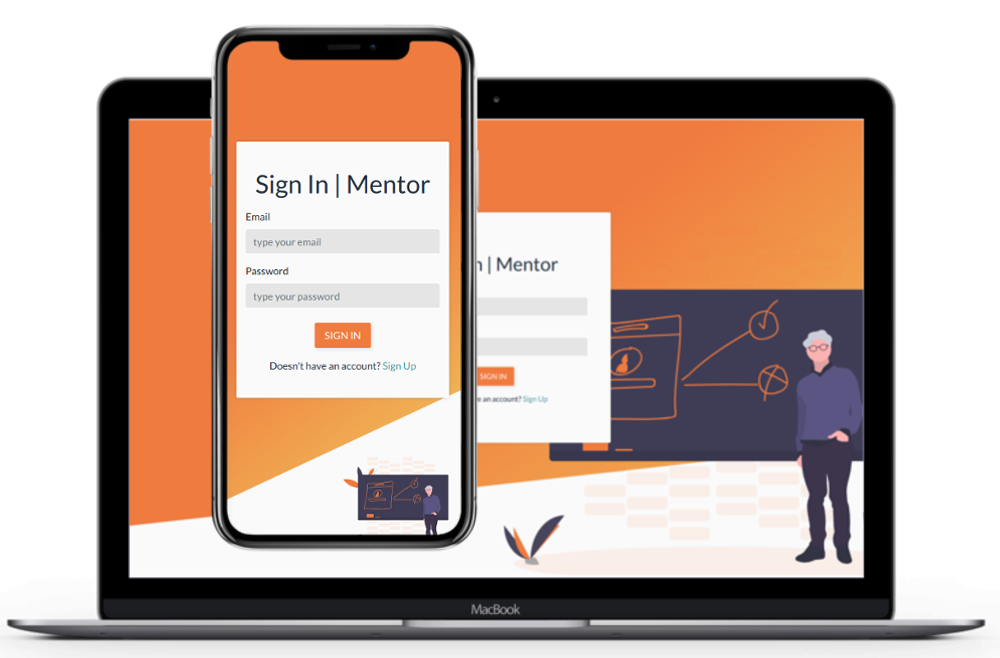 Sign In | Mentor
Email
type your email
Password
type your password
SIGN IN
Doesn't have an account? Sign Up
| Mentor
SIGN IN
an account? Sign Up
MacBook